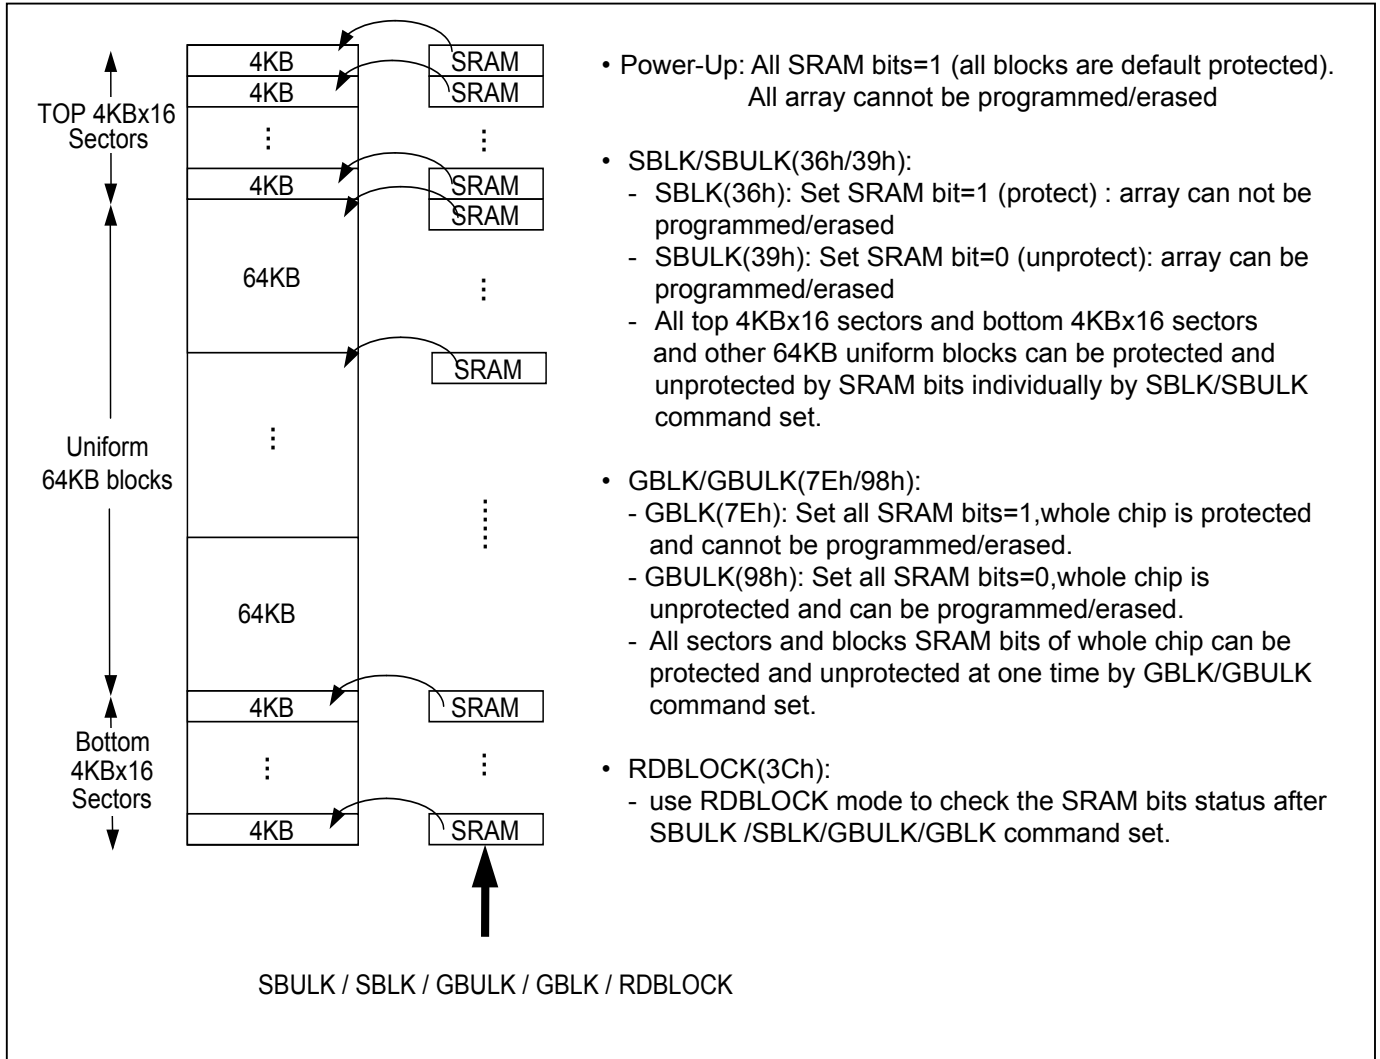 4KB
SRAM
4KB
SRAM
TOP 4KBx16
Sectors
4KB
SRAM
SRAM
64KB
SRAM
Uniform
64KB blocks
64KB
4KB
SRAM
Bottom
4KBx16
Sectors
4KB
SRAM
SBULK / SBLK / GBULK / GBLK / RDBLOCK
• Power-Up: All SRAM bits=1 (all blocks are default protected).
All array cannot be programmed/erased
• SBLK/SBULK(36h/39h):
- SBLK(36h): Set SRAM bit=1 (protect) : array can not be
programmed/erased
- SBULK(39h): Set SRAM bit=0 (unprotect): array can be
programmed/erased
- All top 4KBx16 sectors and bottom 4KBx16 sectors
and other 64KB uniform blocks can be protected and
unprotected by SRAM bits individually by SBLK/SBULK
command set.
• GBLK/GBULK(7Eh/98h):
- GBLK(7Eh): Set all SRAM bits=1,whole chip is protected
and cannot be programmed/erased.
- GBULK(98h): Set all SRAM bits=0,whole chip is
unprotected and can be programmed/erased.
- All sectors and blocks SRAM bits of whole chip can be
protected and unprotected at one time by GBLK/GBULK
command set.
• RDBLOCK(3Ch):
- use RDBLOCK mode to check the SRAM bits status after
SBULK /SBLK/GBULK/GBLK command set.